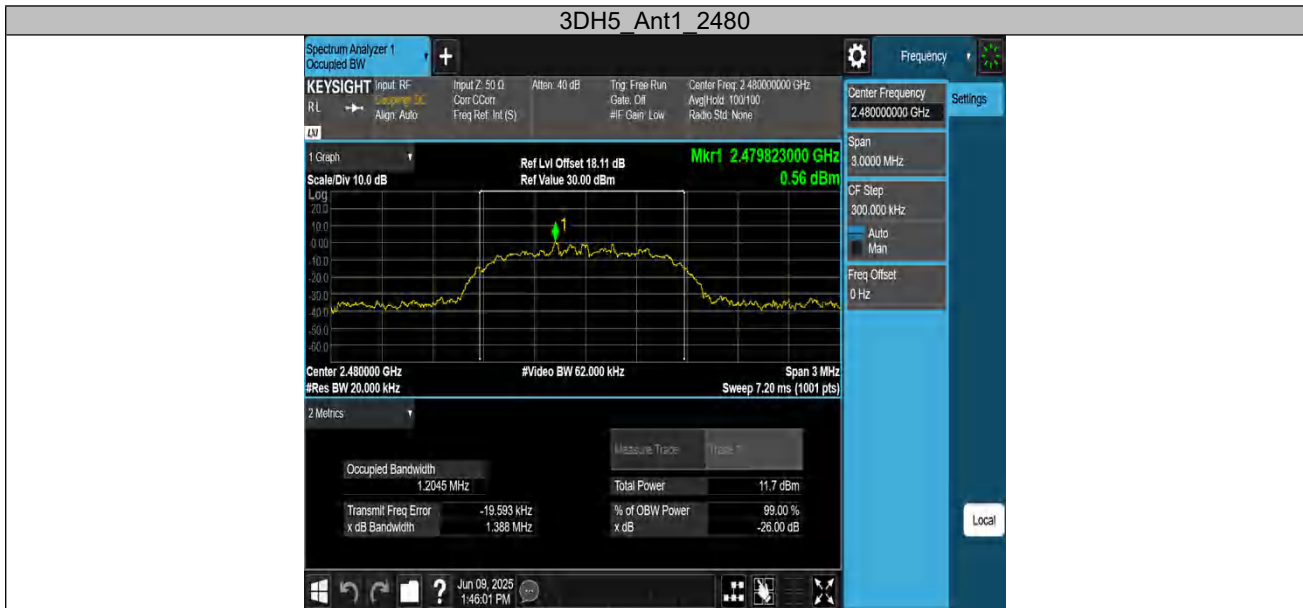 3DH5_Ant1_2480
Spectrum Analyzer 1
Occupied BW
+
Frequency
KEYSIGHT
Input: RF
Coupling: DC
Align: Auto
Input Z: 50 Ω
Corr CCorr
Freq Ref: Int (S)
Atten: 40 dB
Trig: Free Run
Gate: Off
#IF Gain: Low
Center Freq: 2.480000000 GHz
Avg|Hold: 100/100
Radio Std: None
RL
LXI
Center Frequency
2.480000000 GHz
Settings
Span
3.0000 MHz
CF Step
300.000 kHz
Auto
Man
Freq Offset
0 Hz
1 Graph
Scale/Div 10.0 dB
Ref Lvl Offset 18.11 dB
Ref Value 30.00 dBm
Mkr1 2.479823000 GHz
0.56 dBm
Log
20.0
10.0
0.00
-10.0
-20.0
-30.0
-40.0
-50.0
-60.0
1
Center 2.480000 GHz
#Res BW 20.000 kHz
#Video BW 62.000 kHz
Span 3 MHz
Sweep 7.20 ms (1001 pts)
2 Metrics
Measure Trace
Trace 1
Occupied Bandwidth
1.2045 MHz
Total Power
11.7 dBm
Transmit Freq Error
-19.593 kHz
% of OBW Power
99.00 %
x dB Bandwidth
1.388 MHz
x dB
-26.00 dB
Local
?
Jun 09, 2025
1:46:01 PM